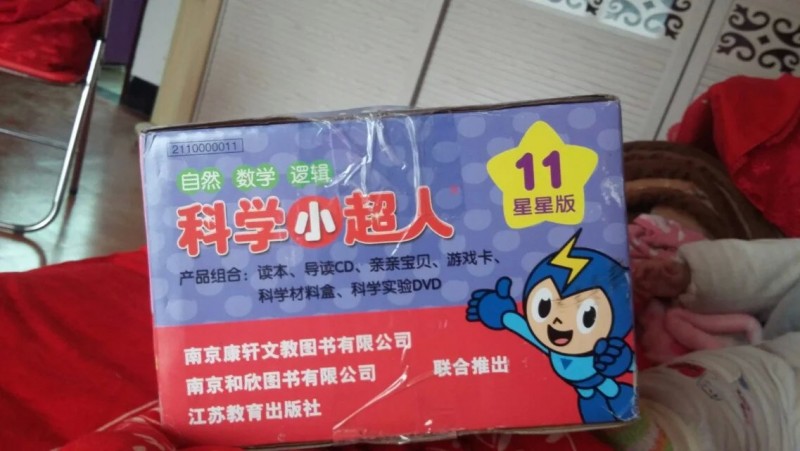 2110000011
自然 数学 逻辑
科学小超人
11
星星版
产品组合：读本、导读CD、亲亲宝贝、游戏卡、
科学材料盒、科学实验DVD
南京康轩文教图书有限公司
南京和欣图书有限公司
江苏教育出版社
联合推出